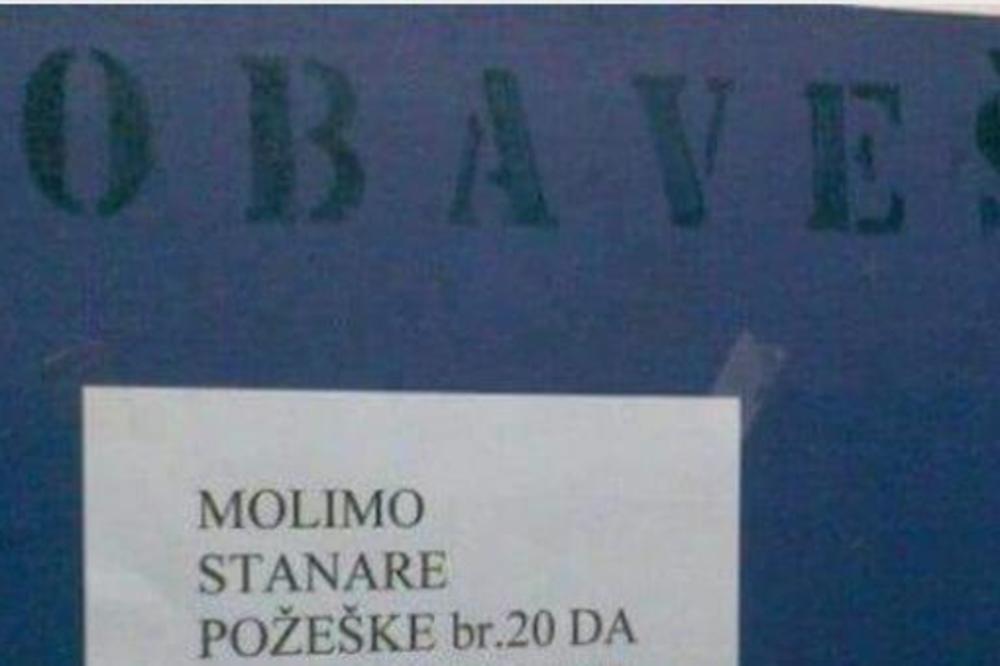 OBAVEŠ
MOLIMO
STANARE
POŽEŠKE br.20 DA